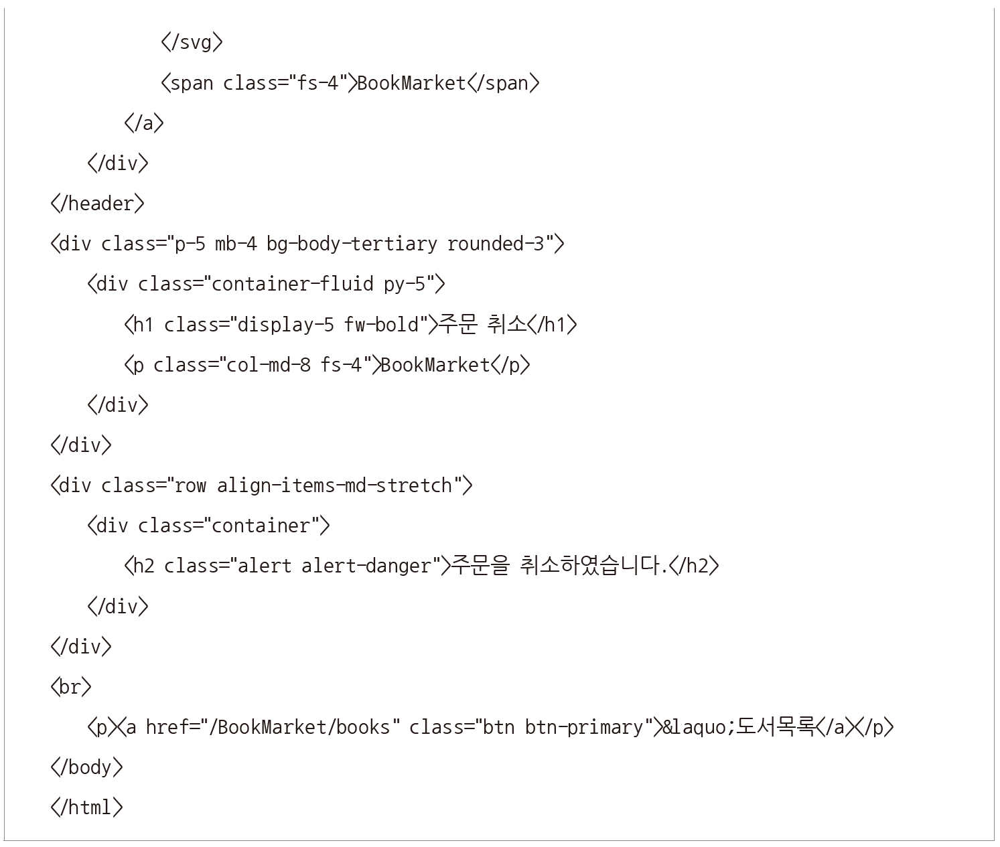 </svg>
<span class="fs-4">BookMarket</span>
</a>
</div>
</header>
<div class="p-5 mb-4 bg-body-tertiary rounded-3">
<div class="container-fluid py-5">
<h1 class="display-5 fw-bold">주문 취소</h1>
<p class="col-md-8 fs-4">BookMarket</p>
</div>
</div>
<div class="row align-items-md-stretch">
<div class="container">
<h2 class="alert alert-danger">주문을 취소하였습니다.</h2>
</div>
</div>
<br>
<p><a href="/BookMarket/books" class="btn btn-primary">&laquo;도서목록</a></p>
</body>
</html>